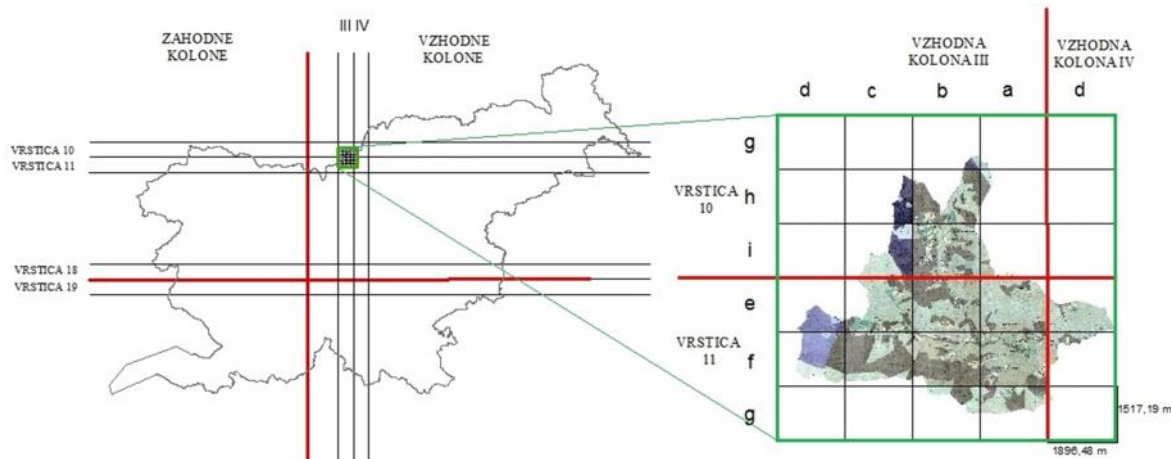 ZAHODNE
KOLONE
III IV
VZHODNE
KOLONE
VRSTICA 10
VRSTICA 11
VRSTICA 18
VRSTICA 19
VZHODNA
KOLONA III
VZHODNA
KOLONA IV
d c b a d
g
h
i
VRSTICA
10
e
f
g
VRSTICA
11
1517,19 m
1896,48 m